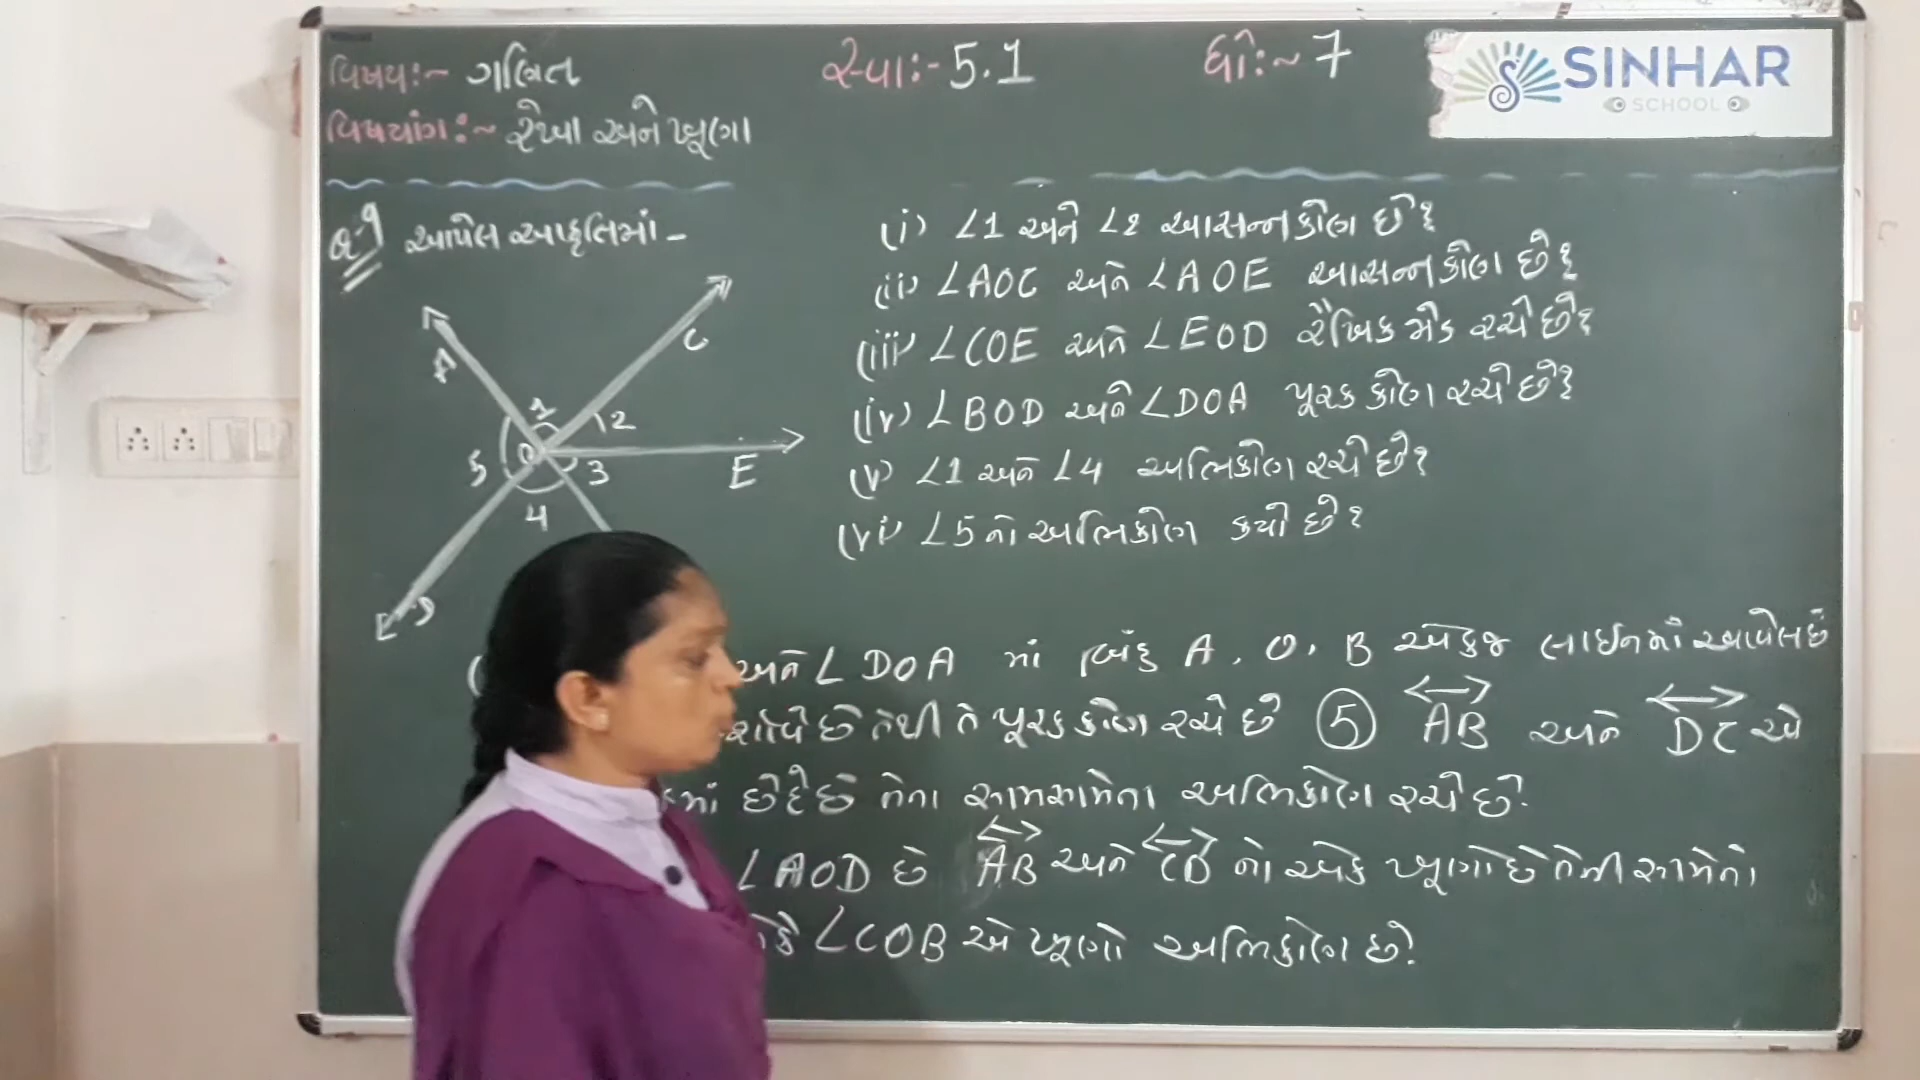 વિષય:~ ગણિત
સ્વા:- 5.1
ધો:~ 7
SINHAR
SCHOOL
વિષયાંગ:~ રેખા અને ખૂણા
Q-1 આપેલ આકૃતિમાં -
(i) ∠1 અને ∠2 આસન્નકોણ છે?
(ii) ∠AOC અને ∠AOE આસન્નકોણ છે?
(iii) ∠COE અને ∠EOD રૈખિક જોડ રચે છે?
(iv) ∠BOD અને ∠DOA પૂરક કોણ રચે છે?
(v) ∠1 અને ∠4 અભિકોણ રચે છે?
(vi) ∠5 નો અભિકોણ કયો છે?
A
C
1
2
O
E
5
3
4
D
અને ∠DOA માં બિંદુ A, O, B એકજ લાઈનમાં આપેલ છે
છે તેથી તે પૂરક કોણ રચે છે ⑤ AB અને DC એ
માં છેદે છે તેના સામસામેના અભિકોણ રચે છે.
∠AOD છે AB અને CD નો એક ખૂણો છે તેની સામેનો
∠COB એ ખૂણો અભિકોણ છે.